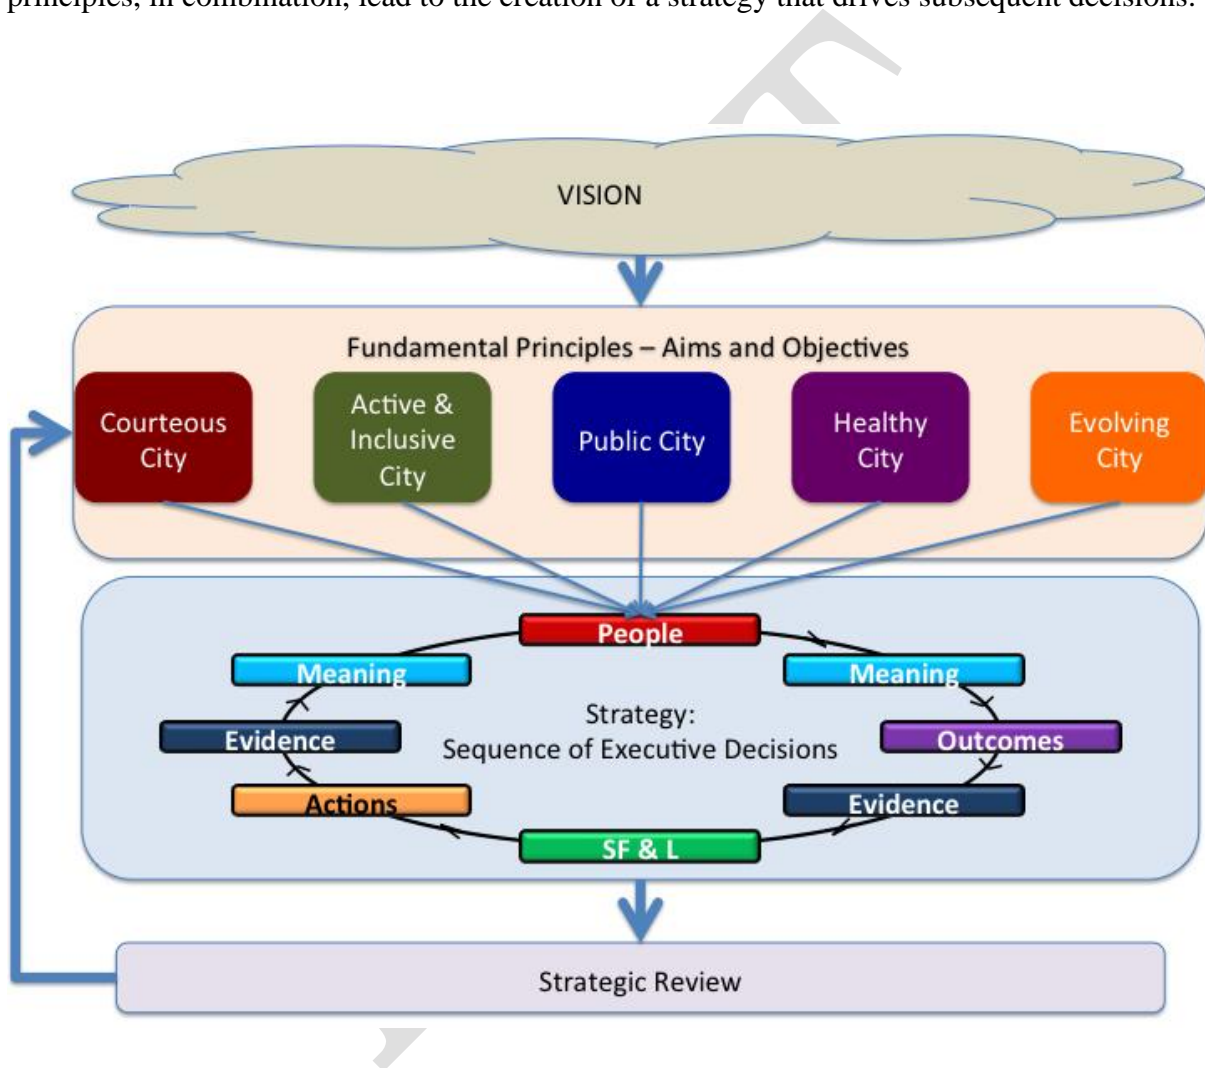 principles, in combination, lead to the creation of a strategy that drives subsequent decisions.
VISION
Fundamental Principles – Aims and Objectives
Courteous
City
Active &
Inclusive
City
Public City
Healthy
City
Evolving
City
People
Meaning
Meaning
Strategy:
Sequence of Executive Decisions
Evidence
Outcomes
Actions
Evidence
SF & L
Strategic Review